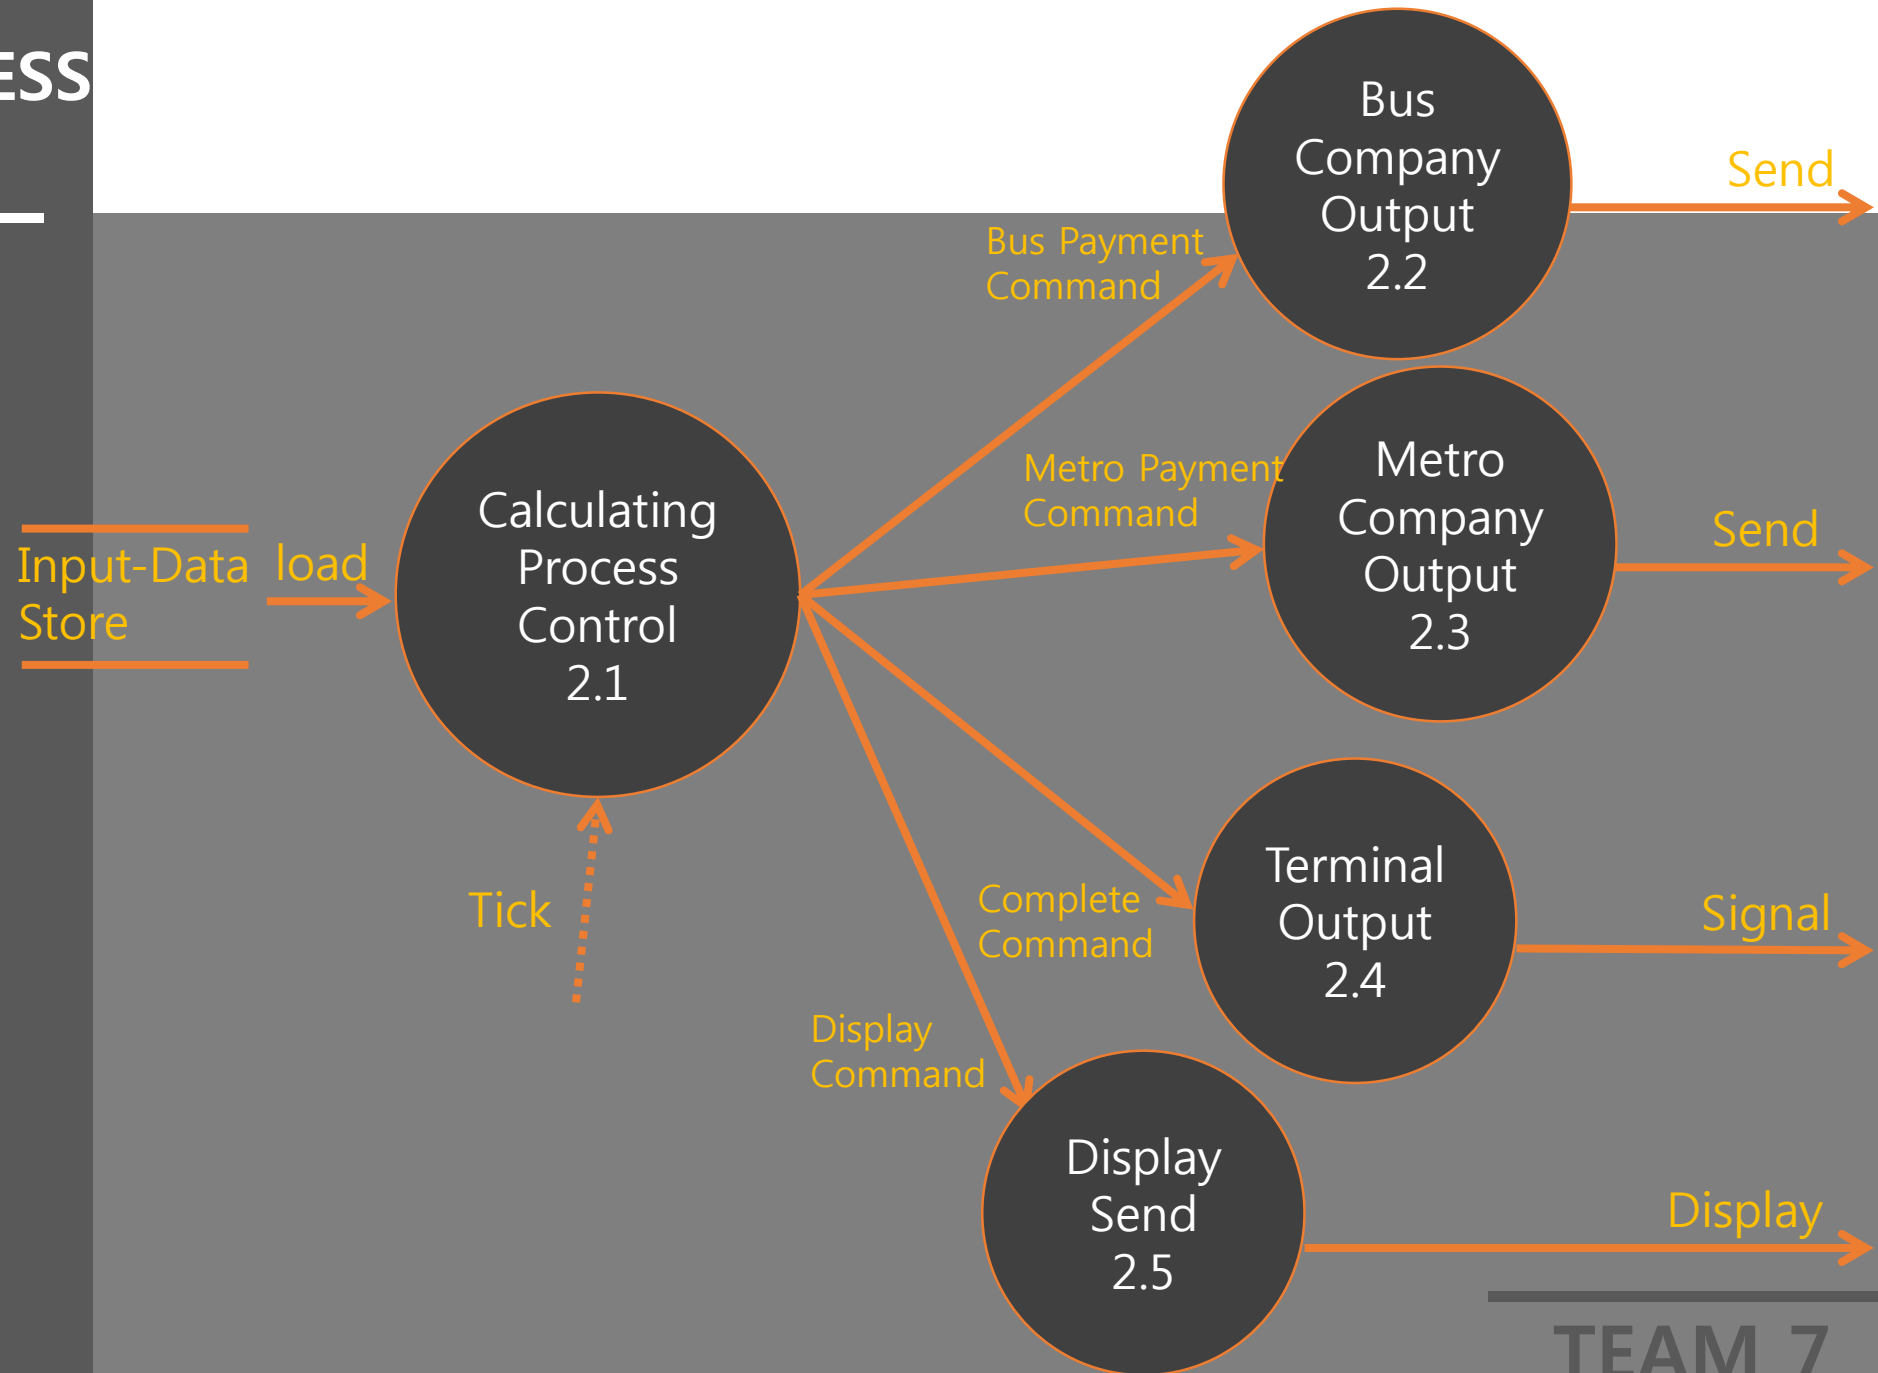 ESS
Bus
Company
Output
2.2
Send
Bus Payment
Command
Metro
Company
Output
2.3
Metro Payment
Command
Send
Calculating
Process
Control
2.1
Input-Data
Store
load
Tick
Terminal
Output
2.4
Complete
Command
Signal
Display
Command
Display
Send
2.5
Display
TEAM 7